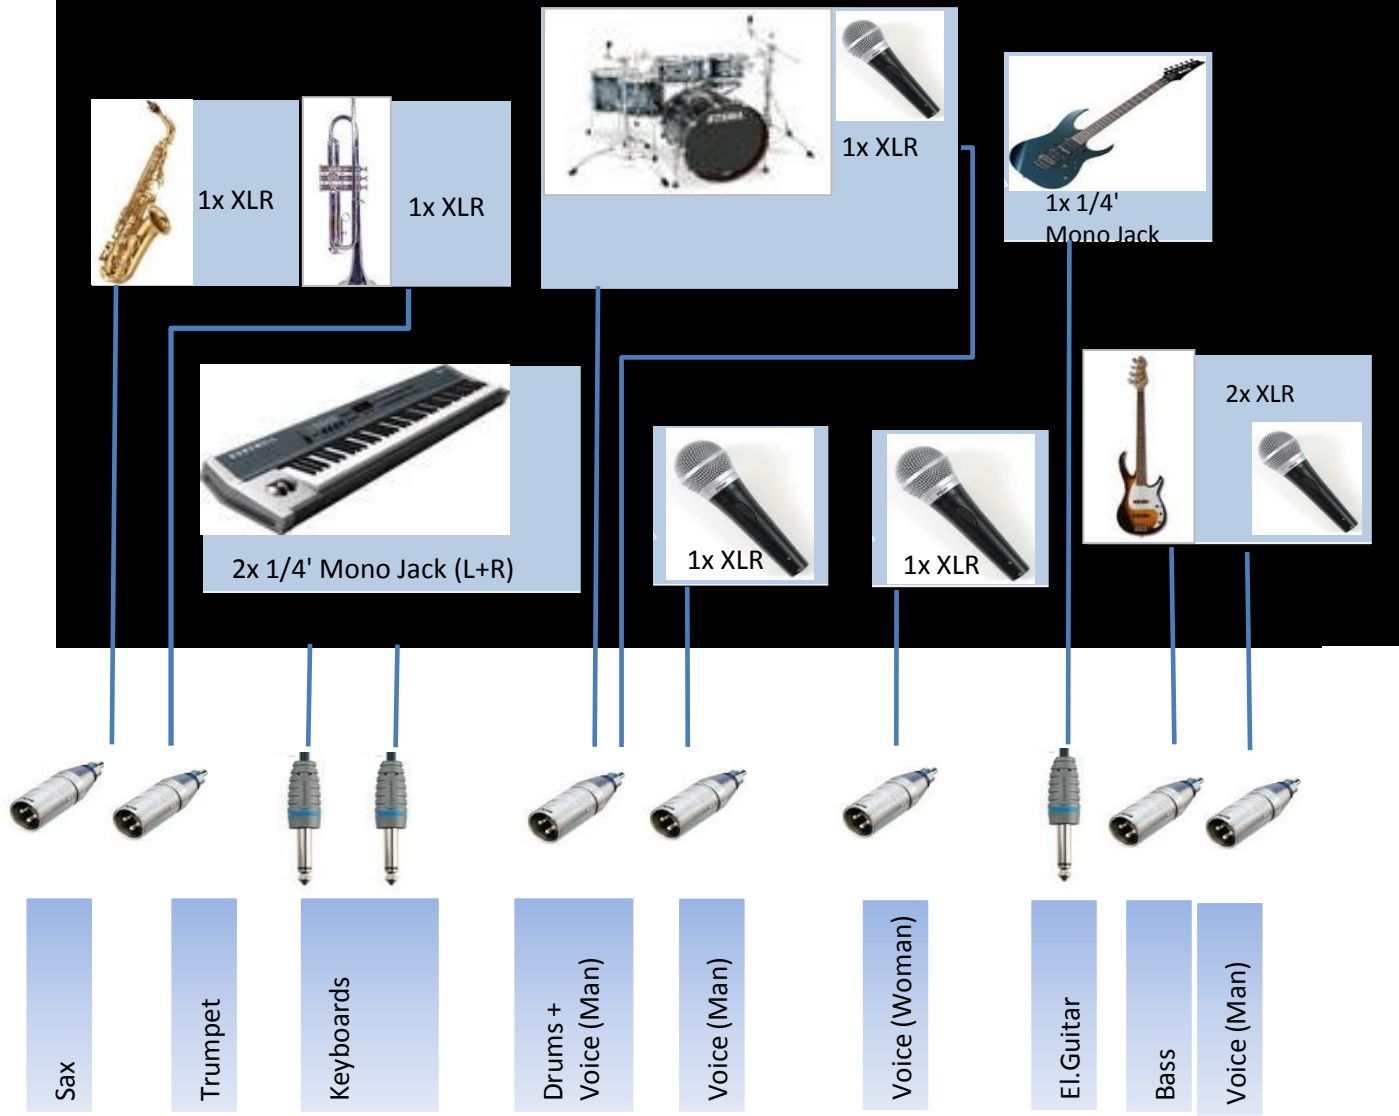 1x XLR
1x XLR
TAMA
1x XLR
1x 1/4'
Mono Jack
2x 1/4' Mono Jack (L+R)
1x XLR
1x XLR
2x XLR
Sax
Trumpet
Keyboards
Drums +
Voice (Man)
Voice (Man)
Voice (Woman)
El.Guitar
Bass
Voice (Man)